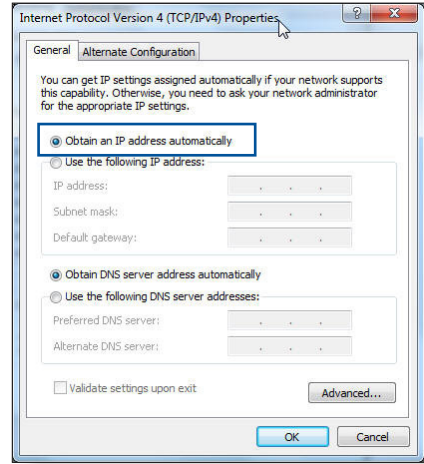 Internet Protocol Version 4 (TCP/IPv4) Properties
General
Alternate Configuration
You can get IP settings assigned automatically if your network supports
this capability. Otherwise, you need to ask your network administrator
for the appropriate IP settings.
Obtain an IP address automatically
Use the following IP address:
IP address:
Subnet mask:
Default gateway:
Obtain DNS server address automatically
Use the following DNS server addresses:
Preferred DNS server:
Alternate DNS server:
Validate settings upon exit
Advanced...
OK
Cancel